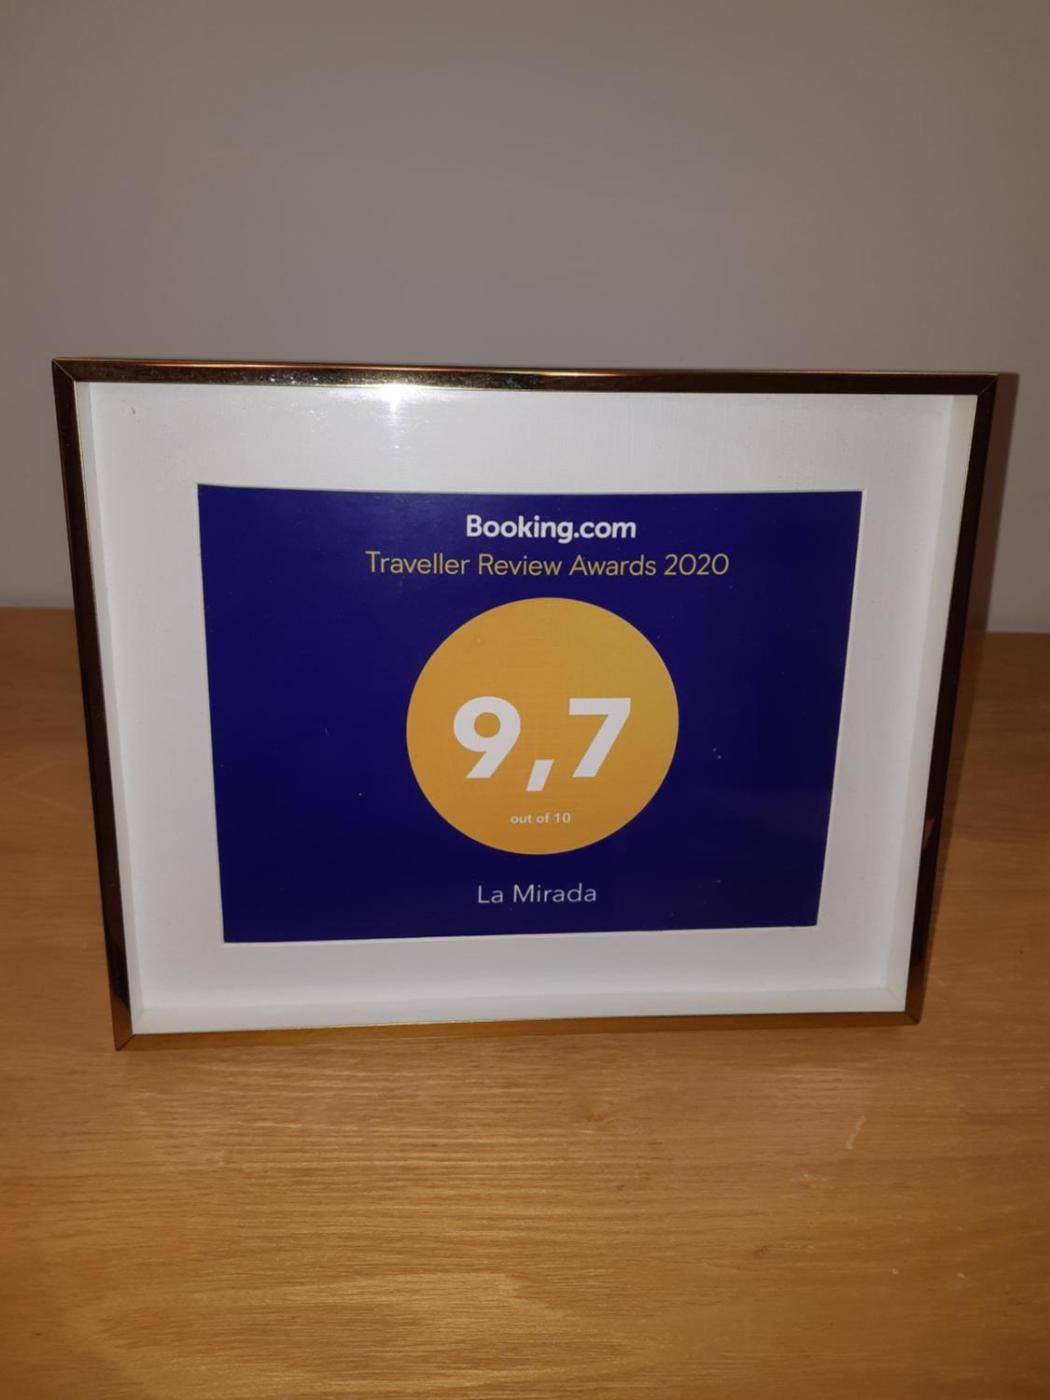 Booking.com
Traveller Review Awards 2020
9,7
out of 10
La Mirada